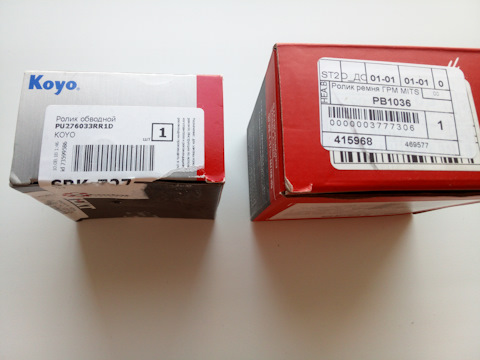 Koyo
Ролик обводной
PU276033RR1D
KOYO
шт
1
ST2O_ДО
01-01
01-01
0
Ролик ремня ГРМ MITS
PB1036
0000003777306
1
415968
469577